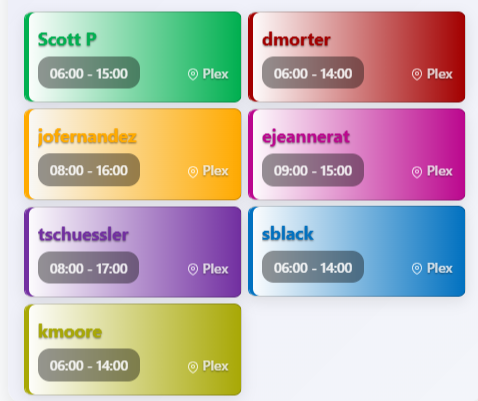 Scott P
06:00 - 15:00 Plex
dmorter
06:00 - 14:00 Plex
jofernandez
08:00 - 16:00 Plex
ejeannerat
09:00 - 15:00 Plex
tschuessler
08:00 - 17:00 Plex
sblack
06:00 - 14:00 Plex
kmoore
06:00 - 14:00 Plex